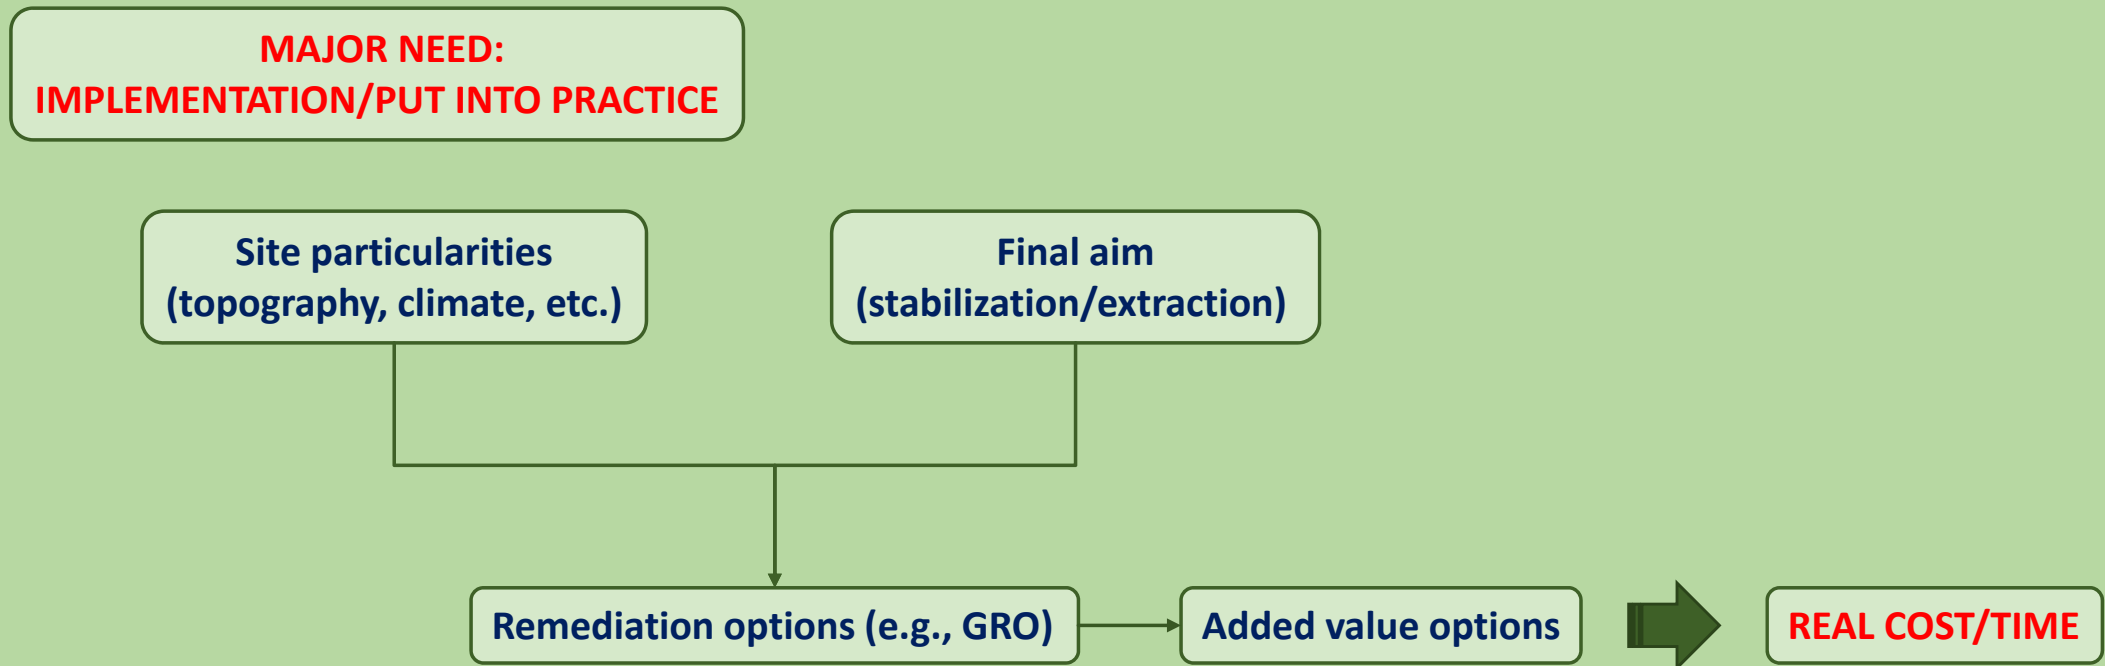 MAJOR NEED:
IMPLEMENTATION/PUT INTO PRACTICE
Site particularities
(topography, climate, etc.)
Final aim
(stabilization/extraction)
Remediation options (e.g., GRO)
Added value options
REAL COST/TIME